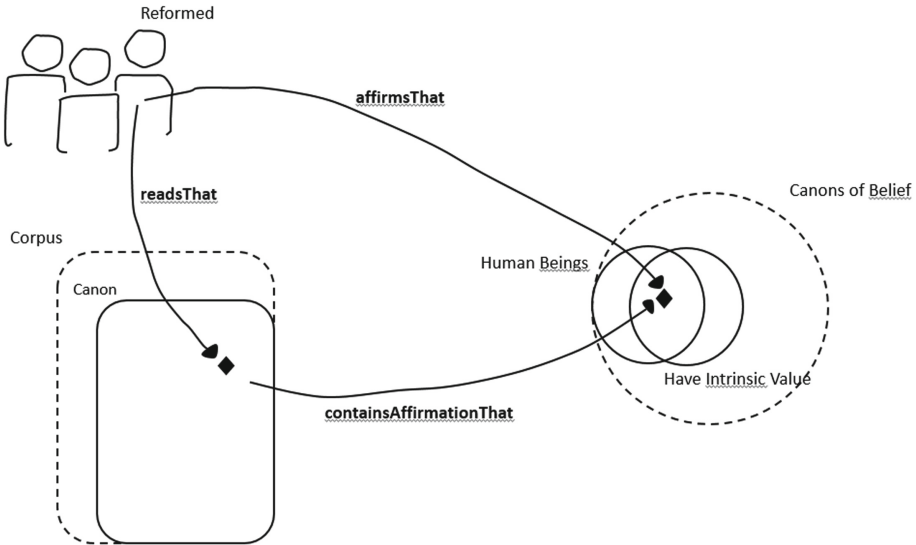 Reformed
affirmsThat
readsThat
Canons of Belief
Corpus
Human Beings
Canon
Have Intrinsic Value
containsAffirmationThat